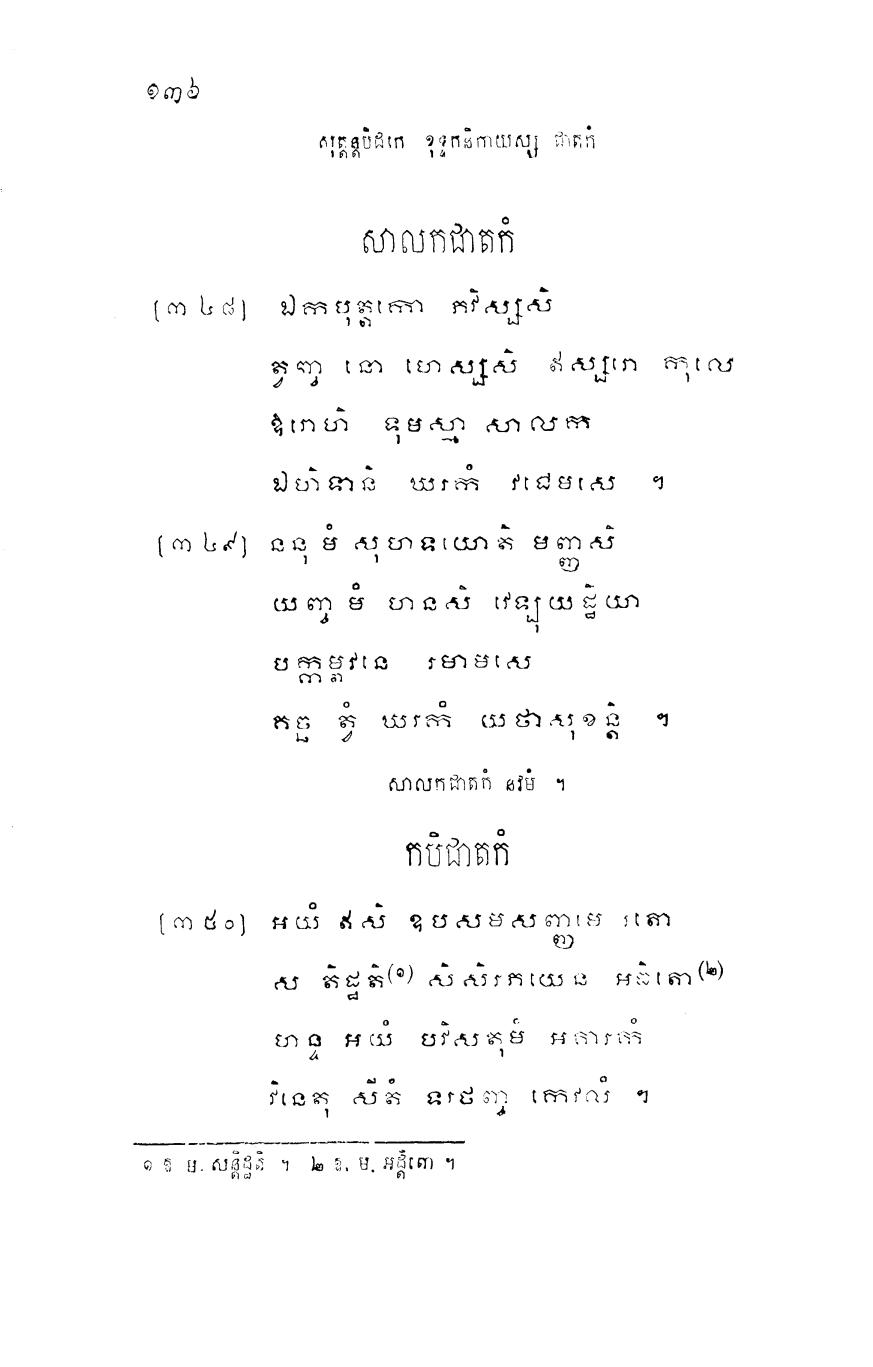 ១៣៦
សុត្តន្តបិដកេ ខុទ្ទកនិកាយស្ស ជាតកំ
សាលកជាតកំ
[៣៤៨] ឯកបុត្តកោ ភវិស្សសិ
ត្វញ្ច នោ ហេស្សសិ ឥស្សរោ កុលេ
ឱរោហិ ទុមស្មា សាលក
ឯហិទានិ ឃរកំ វជេមសេ ។
[៣៤៩] ននុ មំ សុហទយោតិ មញ្ញសិ
យញ្ច មំ ហនសិ វេឡុយដ្ឋិយា
បក្កម្ពវនេ រមាមសេ
គច្ឆ ត្វំ ឃរកំ យថាសុខន្តិ ។
សាលកជាតកំ នវមំ ។
កបិជាតកំ
[៣៥០] អយំ ឥសិ ឧបសមសញ្ញមេ រតោ
ស តិដ្ឋតិ(១) សិសិរភយេន អដិតោ(២)
ហន្ទ អយំ បវិសតុមំ អគារកំ
វិនេតុ សីតំ ទរថញ្ច កេវលំ ។
១ ឱ ម. សន្តិដ្ឋតិ ។ ២ ឱ. ម. អដ្ដិតោ ។